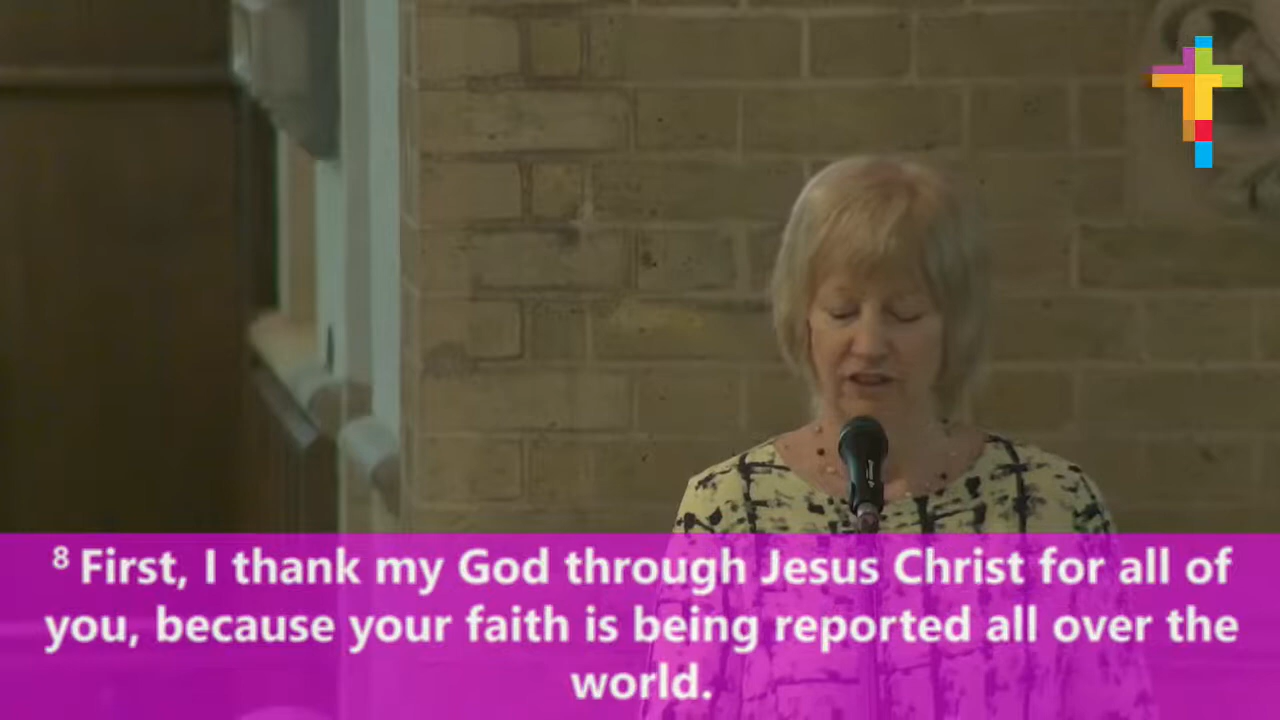 ⁸ First, I thank my God through Jesus Christ for all of
you, because your faith is being reported all over the
world.